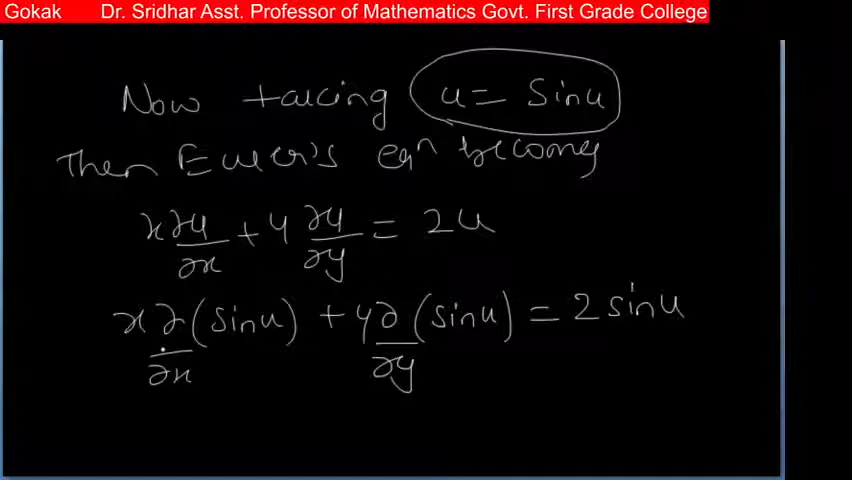 Gokak Dr. Sridhar Asst. Professor of Mathematics Govt. First Grade College
Now taking u = Sinu
Then Euler's eqⁿ becomes
x ∂u/∂x + y ∂u/∂y = 2u
x ∂/∂x (sinu) + y ∂/∂y (sinu) = 2 sinu